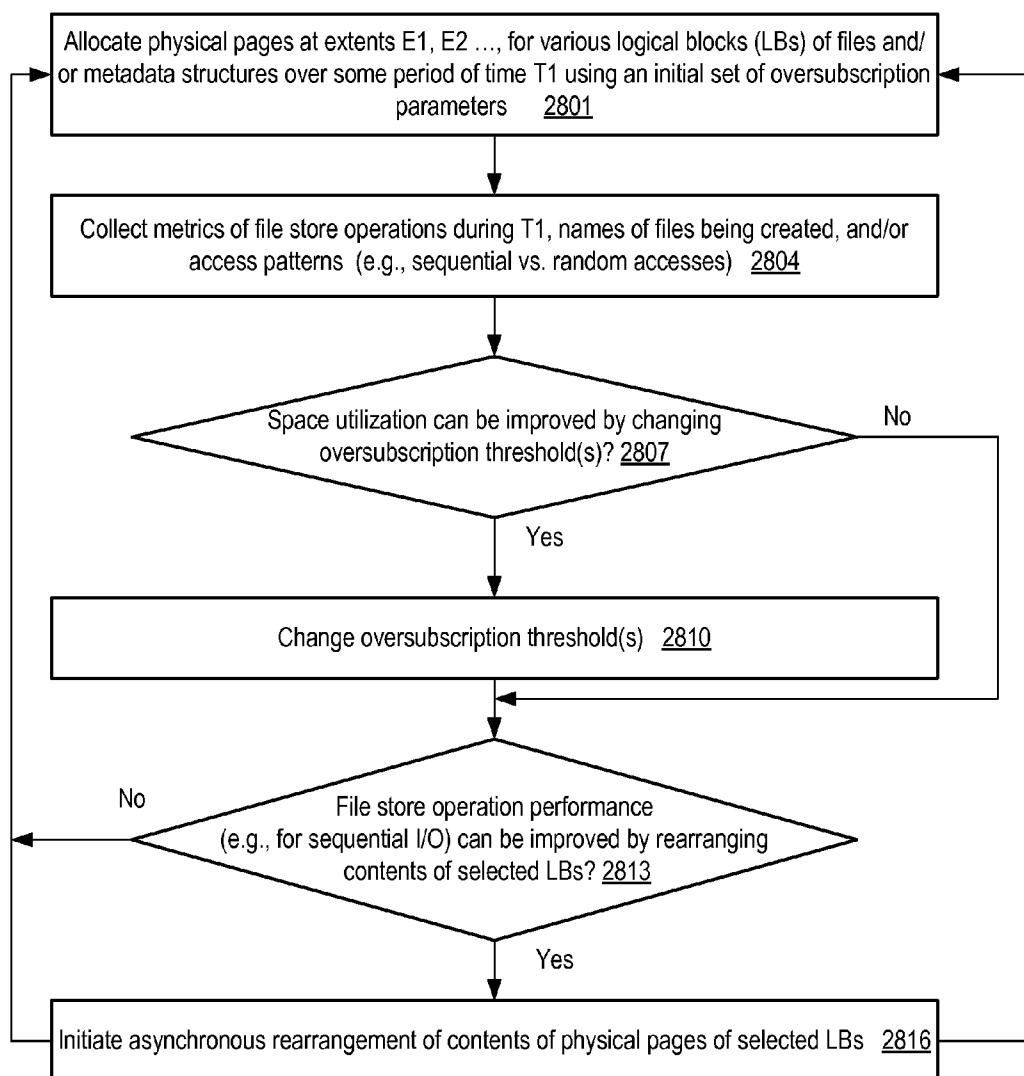 Allocate physical pages at extents E1, E2 ..., for various logical blocks (LBs) of files and/
or metadata structures over some period of time T1 using an initial set of oversubscription
parameters 2801
Collect metrics of file store operations during T1, names of files being created, and/or
access patterns (e.g., sequential vs. random accesses) 2804
Space utilization can be improved by changing
oversubscription threshold(s)? 2807
No
Yes
Change oversubscription threshold(s) 2810
No
File store operation performance
(e.g., for sequential I/O) can be improved by rearranging
contents of selected LBs? 2813
Yes
Initiate asynchronous rearrangement of contents of physical pages of selected LBs 2816